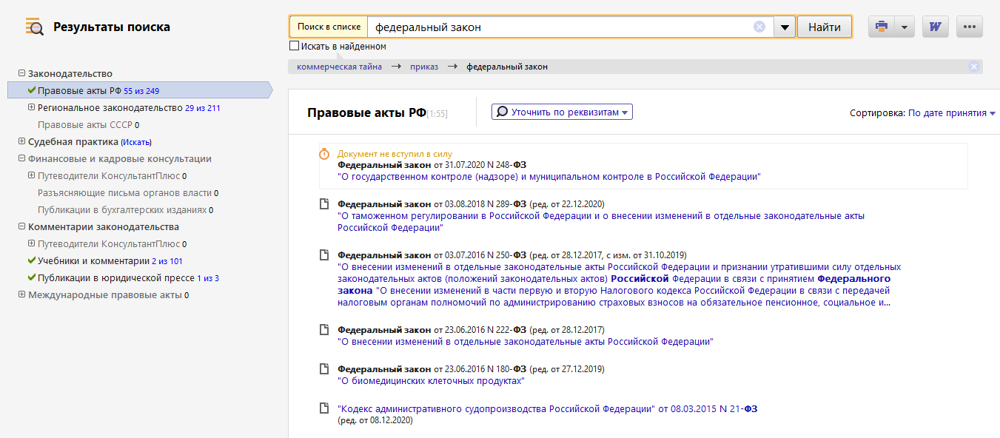 Результаты поиска
Поиск в списке
федеральный закон
Найти
W
Искать в найденном
коммерческая тайна → приказ → федеральный закон
Законодательство
Правовые акты РФ 55 из 249
Региональное законодательство 29 из 211
Правовые акты СССР 0
Судебная практика (Искать)
Финансовые и кадровые консультации
Путеводители КонсультантПлюс 0
Разъясняющие письма органов власти 0
Публикации в бухгалтерских изданиях 0
Комментарии законодательства
Путеводители КонсультантПлюс 0
Учебники и комментарии 2 из 101
Публикации в юридической прессе 1 из 3
Международные правовые акты 0
Правовые акты РФ[1:55]
Уточнить по реквизитам
Сортировка: По дате принятия
Документ не вступил в силу
Федеральный закон от 31.07.2020 N 248-ФЗ
"О государственном контроле (надзоре) и муниципальном контроле в Российской Федерации"
Федеральный закон от 03.08.2018 N 289-ФЗ (ред. от 22.12.2020)
"О таможенном регулировании в Российской Федерации и о внесении изменений в отдельные законодательные акты
Российской Федерации"
Федеральный закон от 03.07.2016 N 250-ФЗ (ред. от 28.12.2017, с изм. от 31.10.2019)
"О внесении изменений в отдельные законодательные акты Российской Федерации и признании утратившими силу отдельных
законодательных актов (положений законодательных актов) Российской Федерации в связи с принятием Федерального
закона "О внесении изменений в части первую и вторую Налогового кодекса Российской Федерации в связи с передачей
налоговым органам полномочий по администрированию страховых взносов на обязательное пенсионное, социальное и...
Федеральный закон от 23.06.2016 N 222-ФЗ (ред. от 28.12.2017)
"О внесении изменений в отдельные законодательные акты Российской Федерации"
Федеральный закон от 23.06.2016 N 180-ФЗ (ред. от 27.12.2019)
"О биомедицинских клеточных продуктах"
"Кодекс административного судопроизводства Российской Федерации" от 08.03.2015 N 21-ФЗ
(ред. от 08.12.2020)